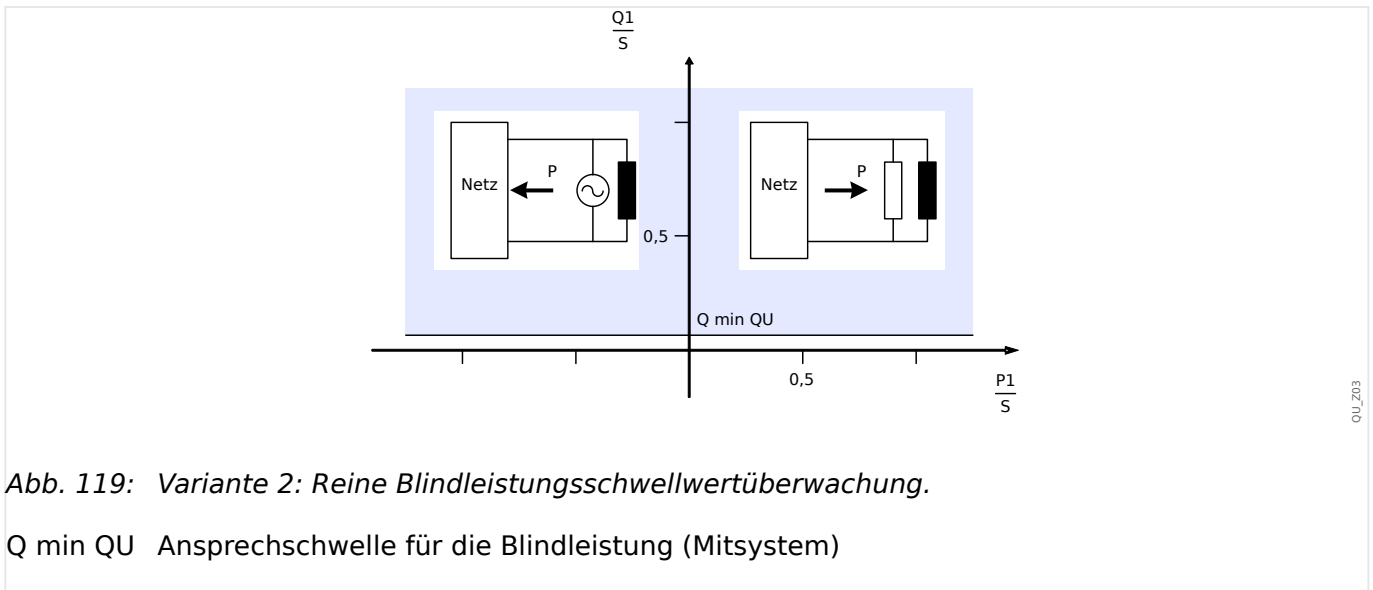 Q1
S
Netz
P
Netz
P
0,5
Q min QU
0,5
P1
S
QU_Z03
Abb. 119: Variante 2: Reine Blindleistungsschwellwertüberwachung.
Q min QU Ansprechschwelle für die Blindleistung (Mitsystem)